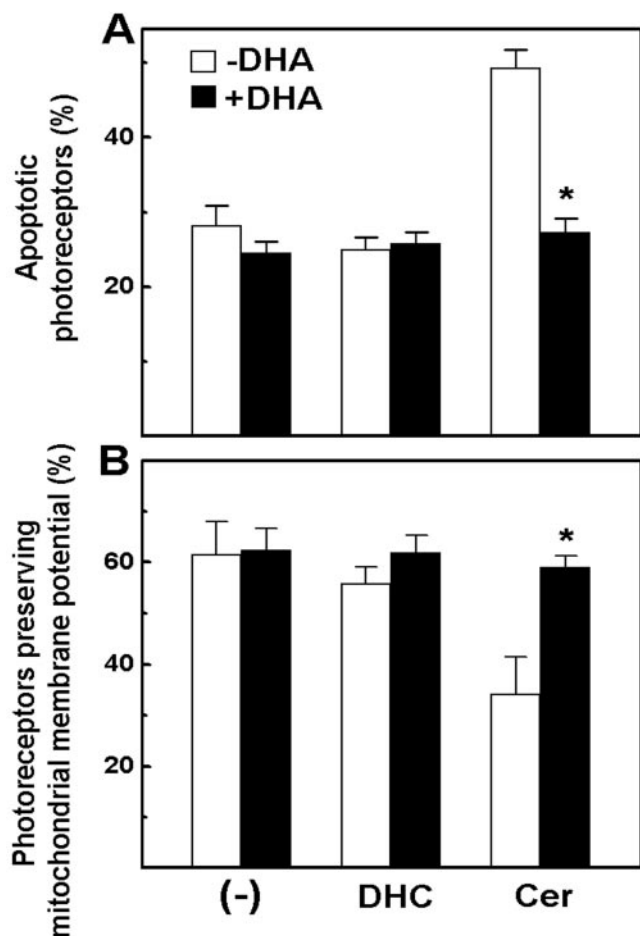 A
-DHA
+DHA
Apoptotic
photoreceptors (%)
40
20
*
B
Photoreceptors preserving
mitochondrial membrane potential (%)
60
40
20
*
(-) DHC Cer